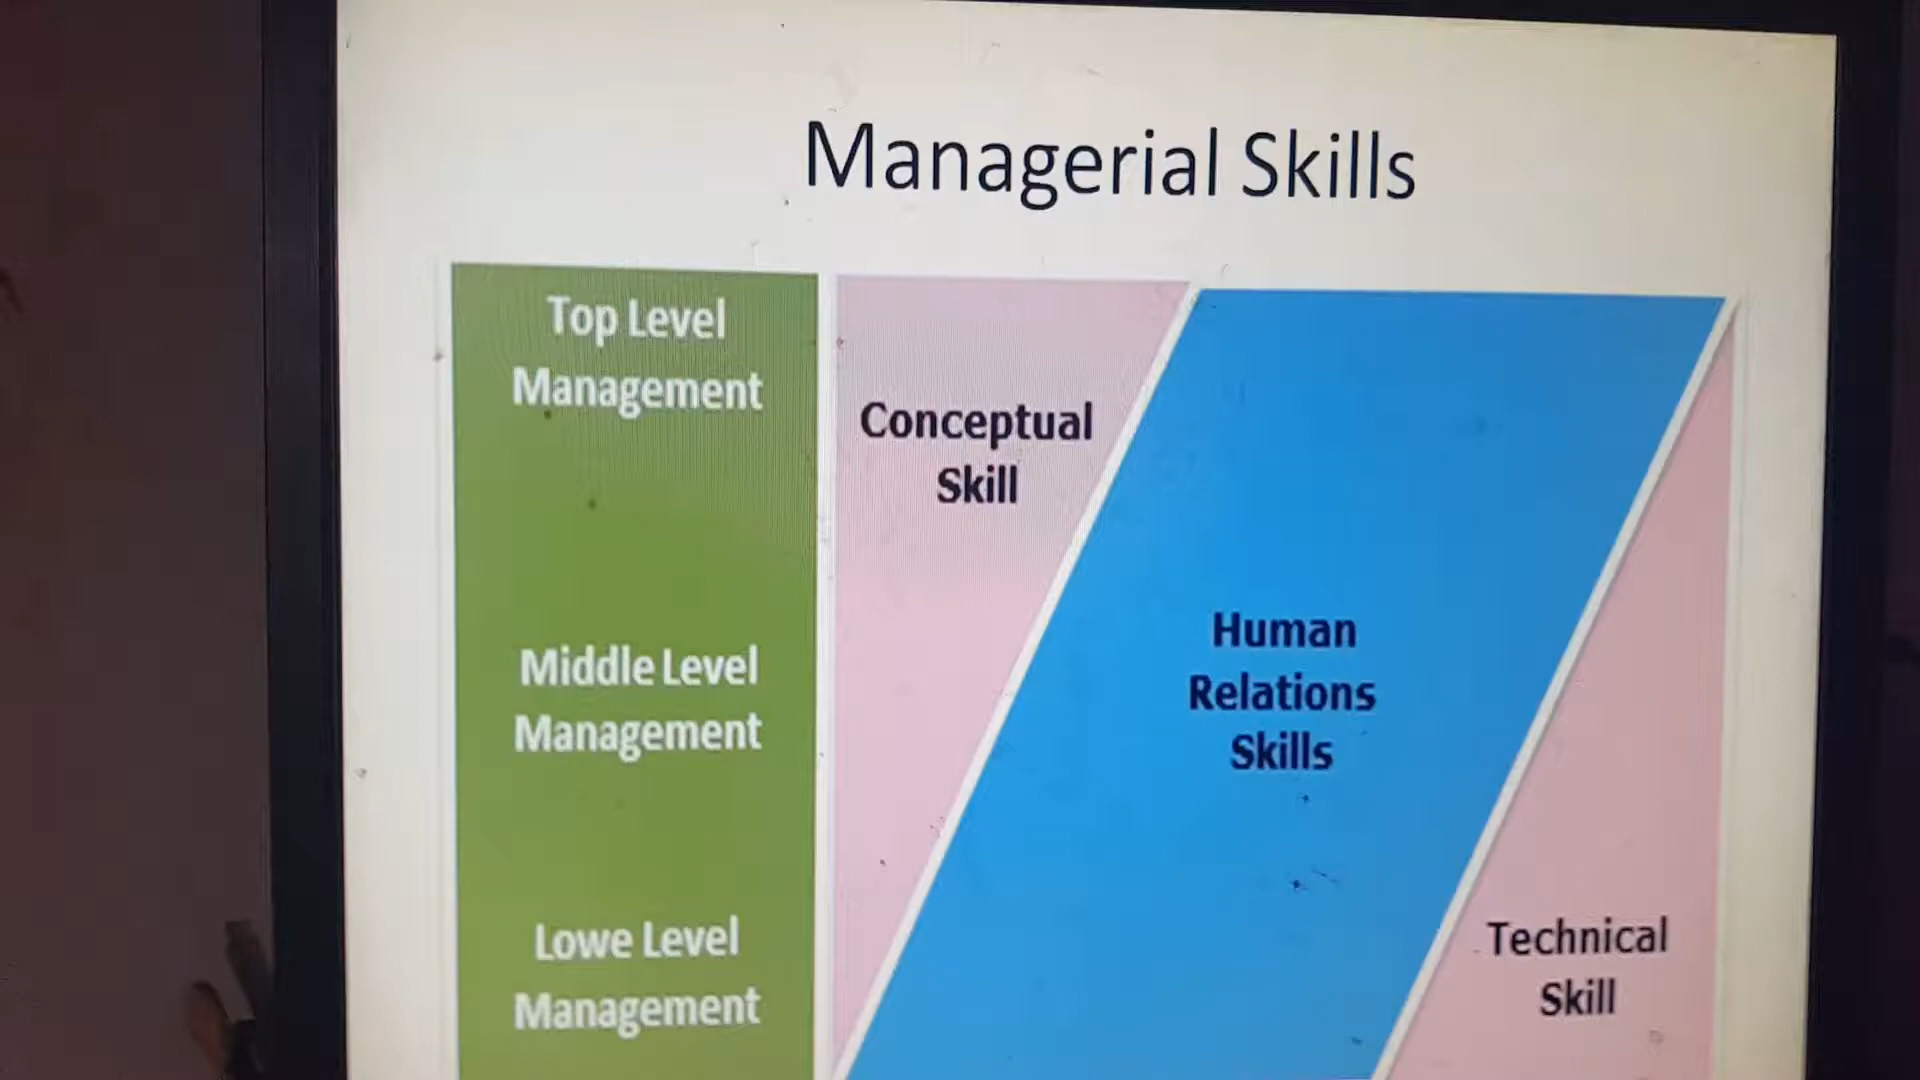 Managerial Skills
Top Level
Management
Conceptual
Skill
Human
Relations
Skills
Middle Level
Management
Lowe Level
Management
Technical
Skill